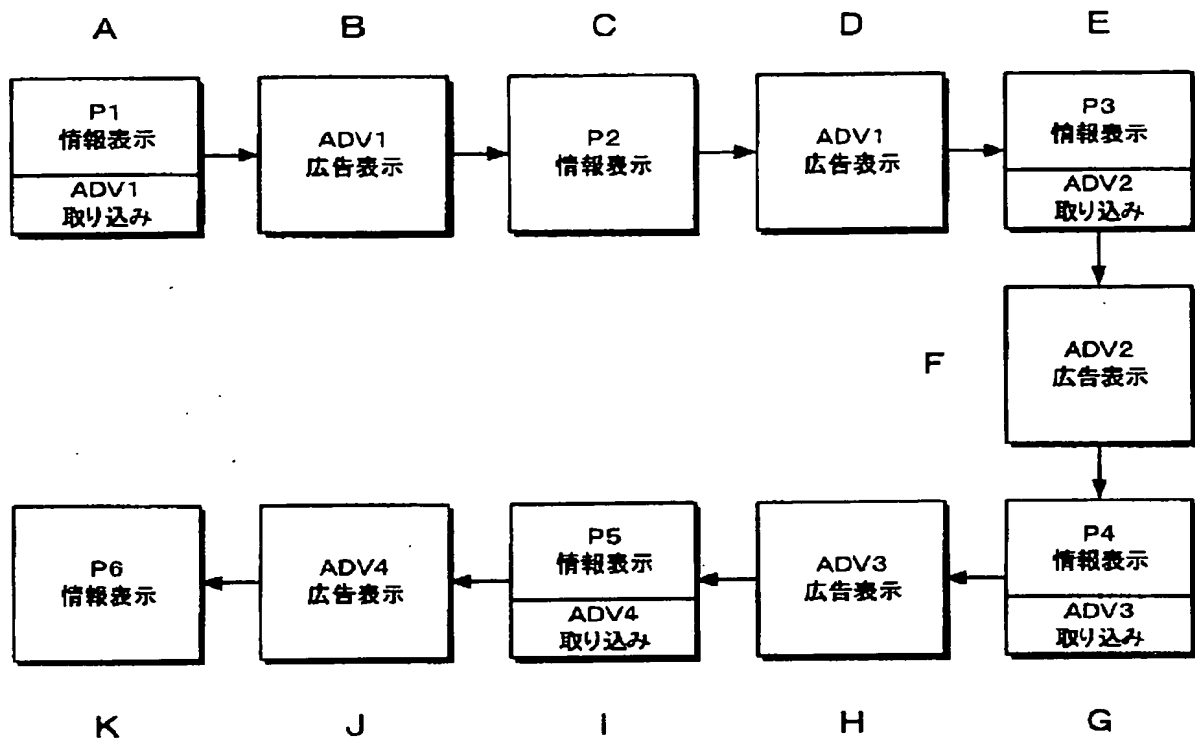 A
B
C
D
E
P1
情報表示
ADV1
取り込み
ADV1
広告表示
P2
情報表示
ADV1
広告表示
P3
情報表示
ADV2
取り込み
F
ADV2
広告表示
P6
情報表示
ADV4
広告表示
P5
情報表示
ADV4
取り込み
ADV3
広告表示
P4
情報表示
ADV3
取り込み
K
J
I
H
G